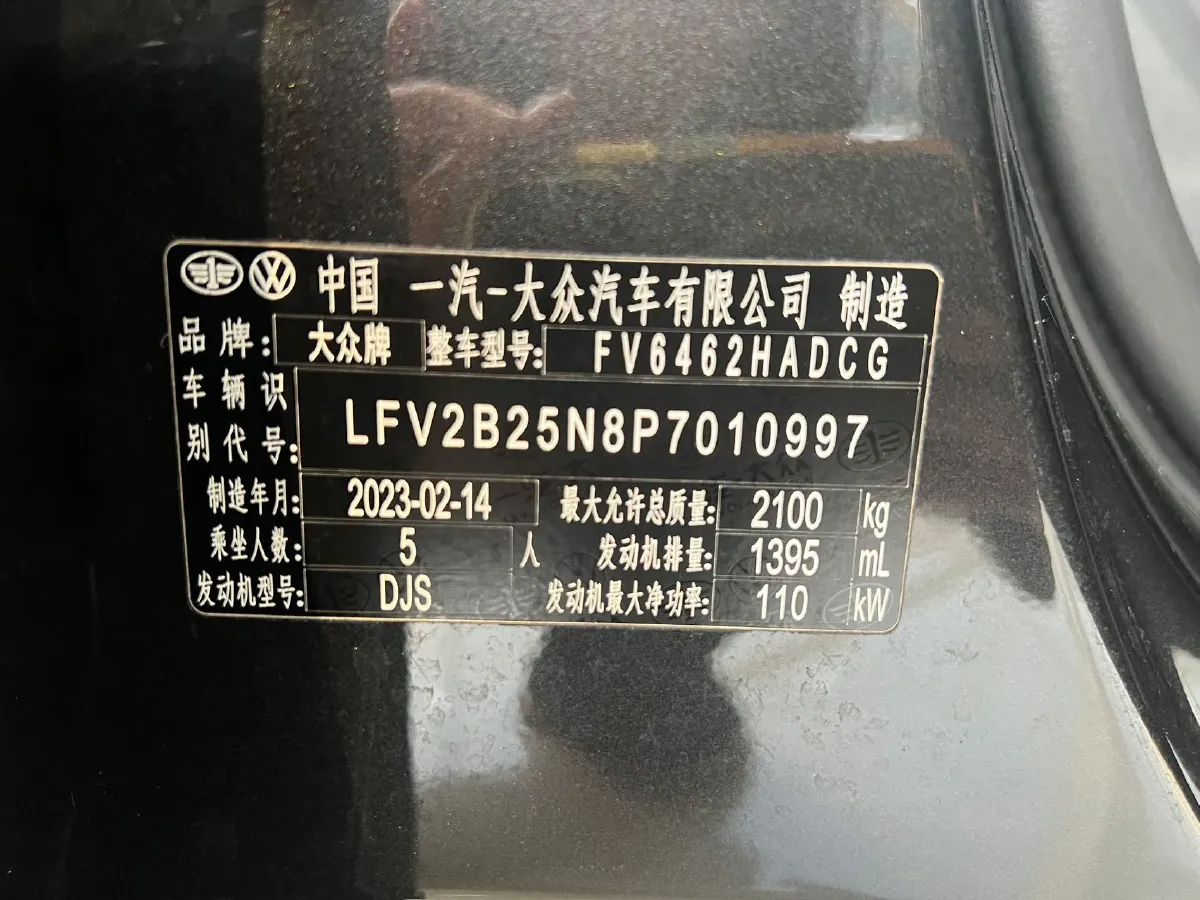 中国 一汽-大众汽车有限公司 制造
品牌: 大众牌 整车型号: FV6462HADCG
车辆识别代号: LFV2B25N8P7010997
制造年月: 2023-02-14 最大允许总质量: 2100 kg
乘坐人数: 5 人 发动机排量: 1395 mL
发动机型号: DJS 发动机最大净功率: 110 kW